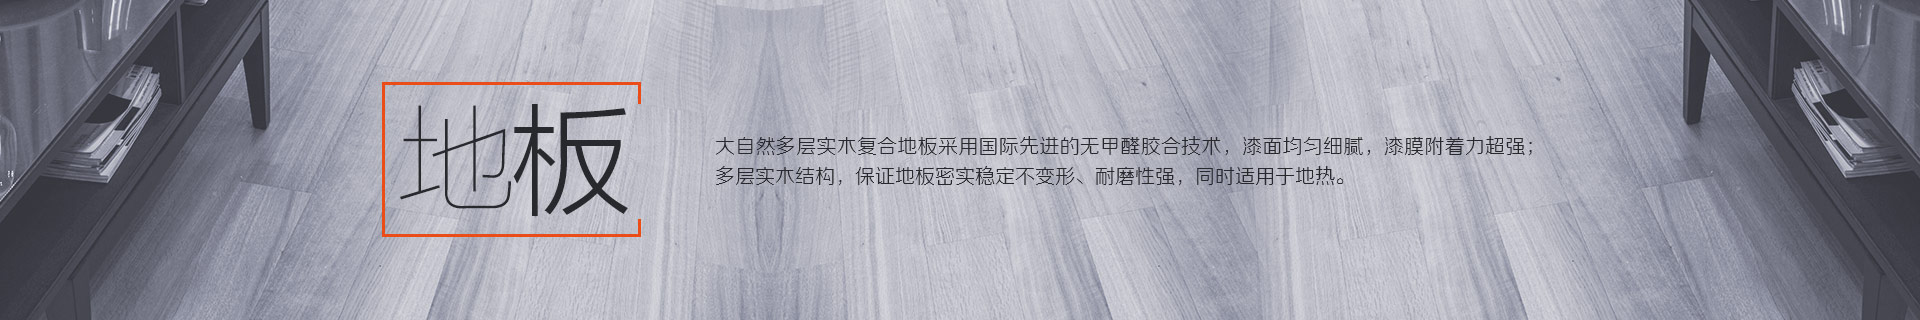 地板
大自然多层实木复合地板采用国际先进的无甲醛胶合技术，漆面均匀细腻，漆膜附着力超强；
多层实木结构，保证地板密实稳定不变形、耐磨性强，同时适用于地热。